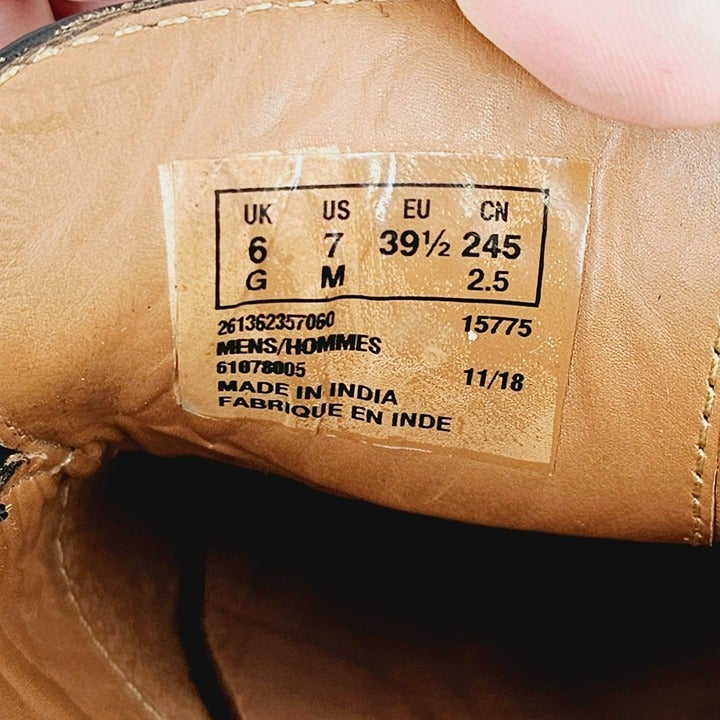 UK US EU CN
6 7 39½ 245
G M 2.5
261362357060 15775
MENS/HOMMES
61078005 11/18
MADE IN INDIA
FABRIQUE EN INDE